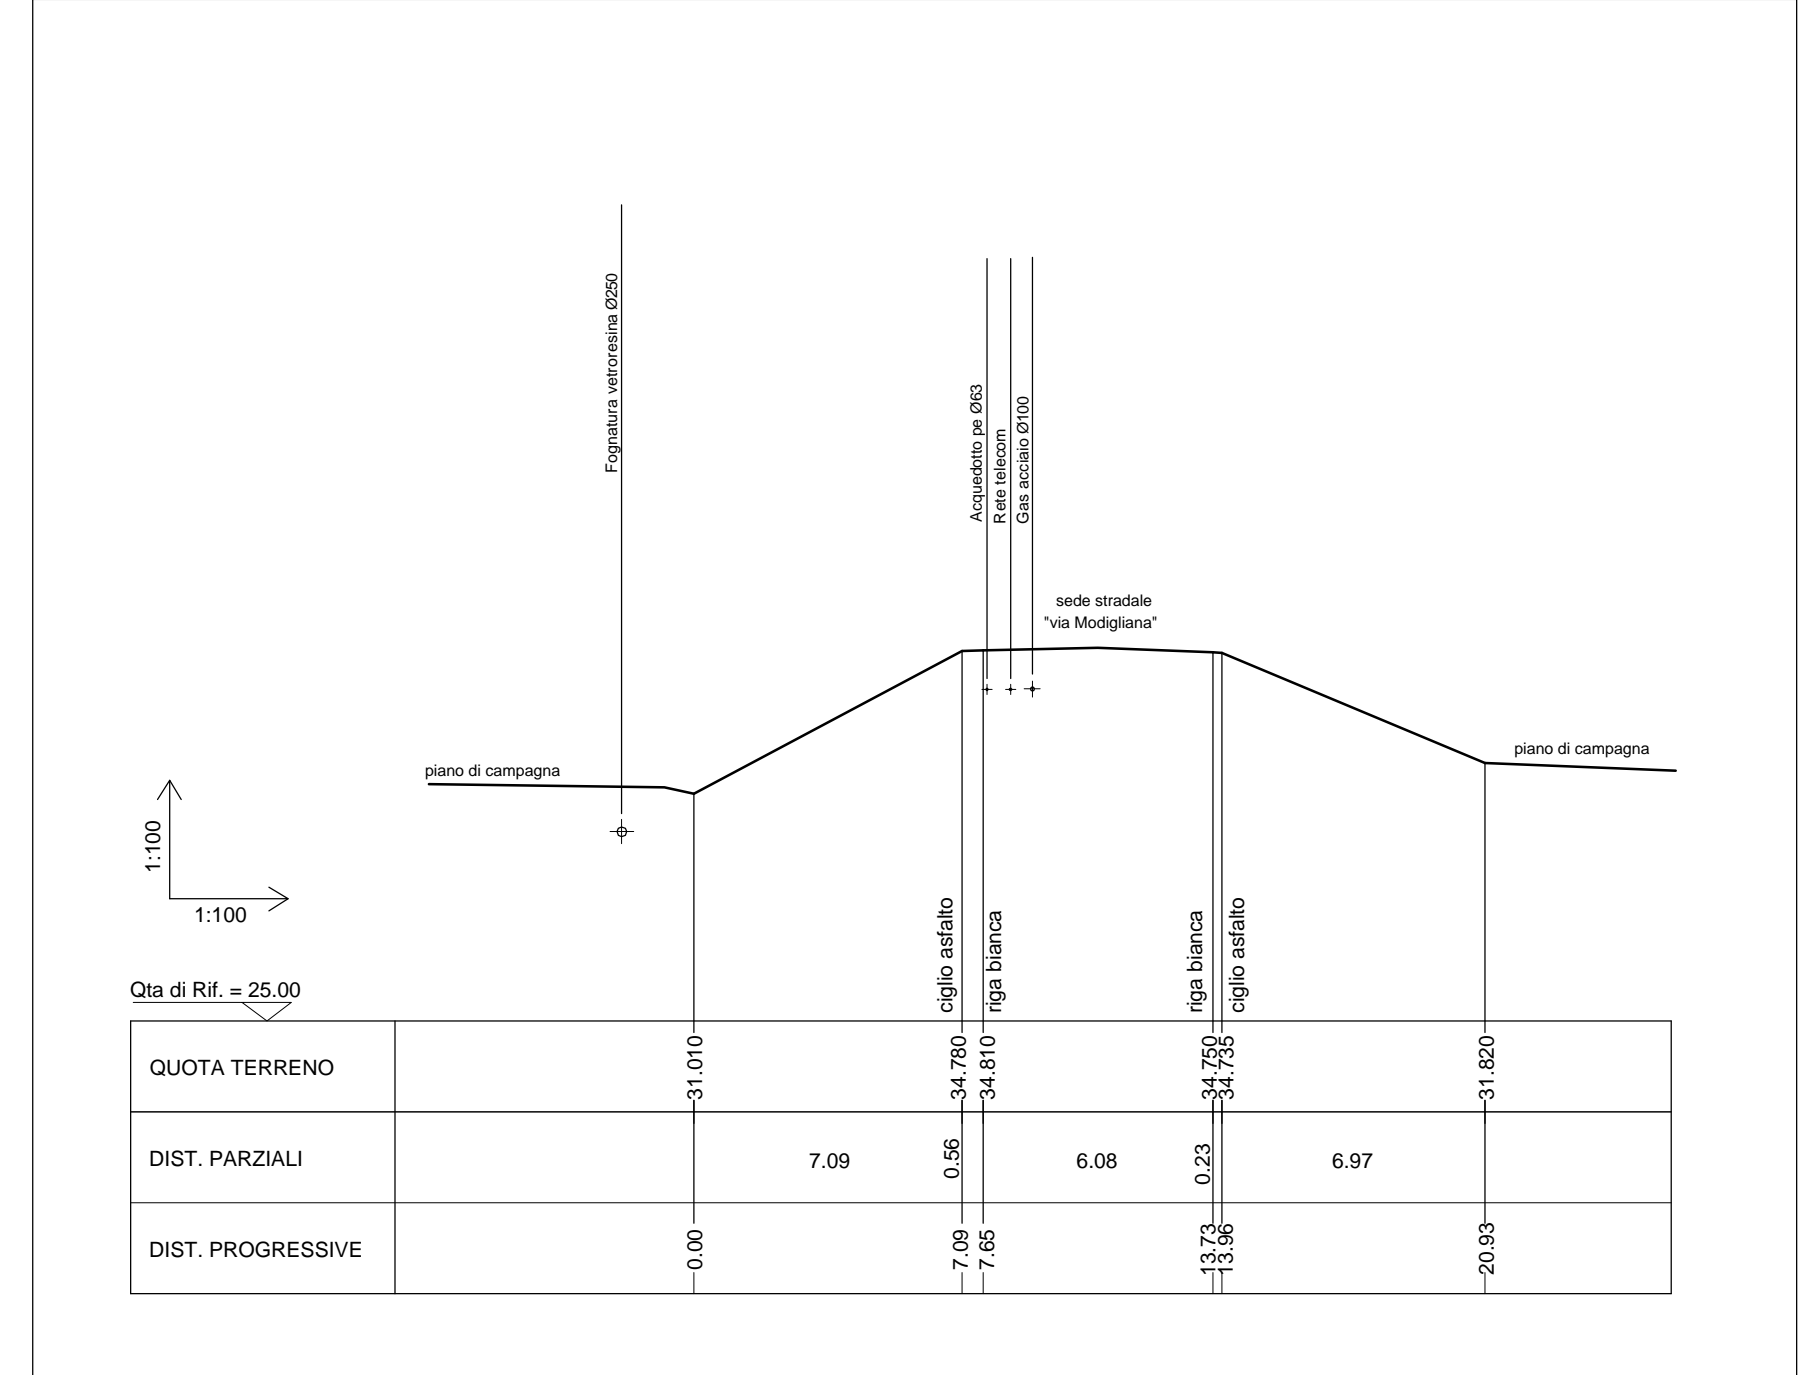 Fognatura vetroresina Ø250
Acquedotto pe Ø63
Rete telecom
Gas acciaio Ø100
sede stradale
"via Modigliana"
piano di campagna
piano di campagna
1:100
1:100
ciglio asfalto
riga bianca
riga bianca
ciglio asfalto
Qta di Rif. = 25.00
QUOTA TERRENO 31.010 34.780 34.810 34.750 34.735 31.820
DIST. PARZIALI 7.09 0.56 6.08 0.23 6.97
DIST. PROGRESSIVE 0.00 7.09 7.65 13.73 13.96 20.93